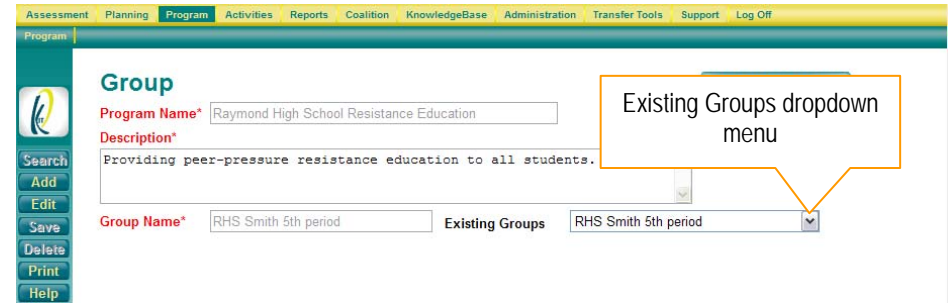 Assessment Planning Program Activities Reports Coalition KnowledgeBase Administration Transfer Tools Support Log Off
Program
Group
Program Name* Raymond High School Resistance Education
Description*
Providing peer-pressure resistance education to all students.
Group Name* RHS Smith 5th period Existing Groups RHS Smith 5th period
Existing Groups dropdown
menu
Search
Add
Edit
Save
Delete
Print
Help